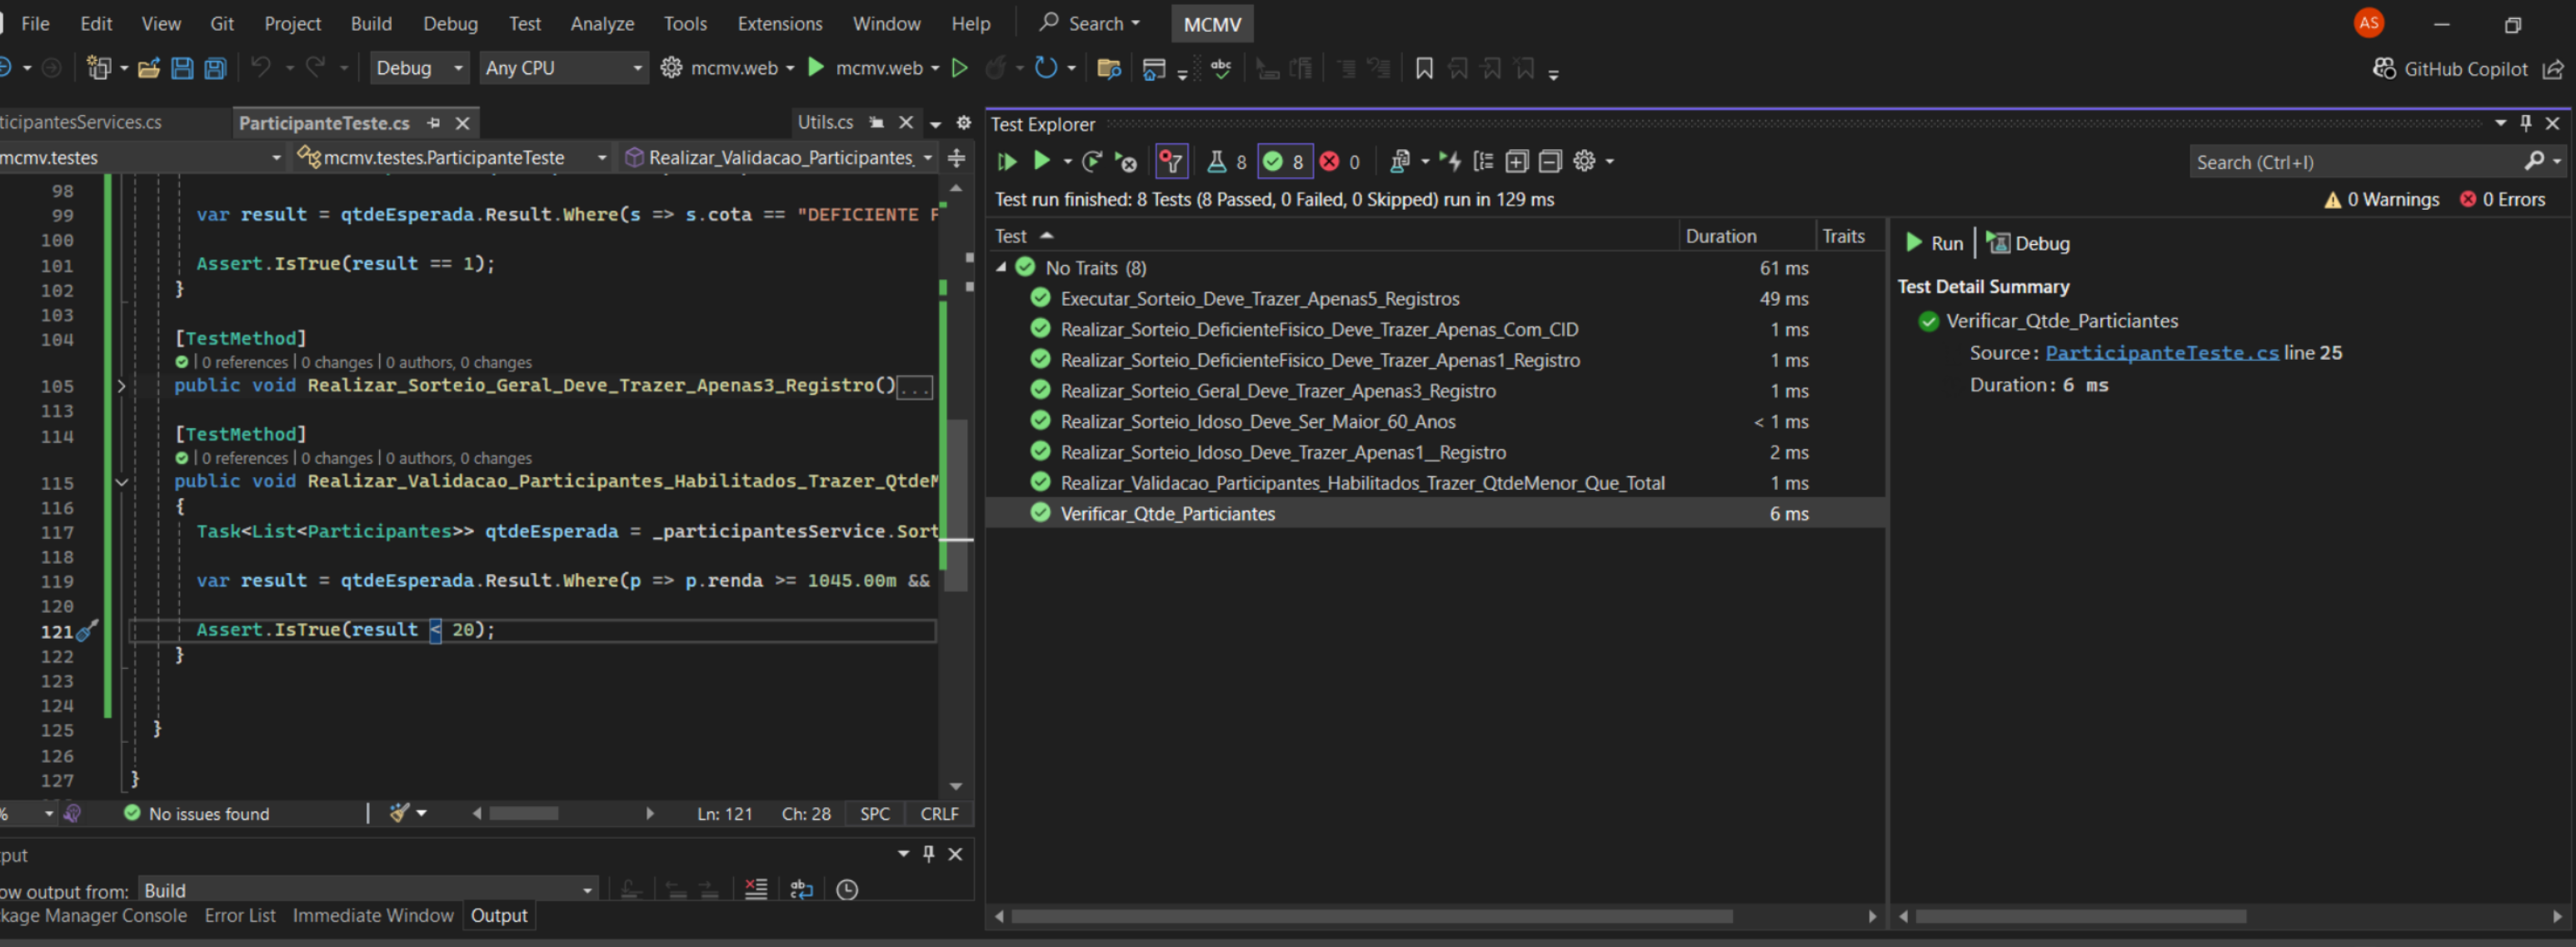 File Edit View Git Project Build Debug Test Analyze Tools Extensions Window Help Search MCMV AS
Debug Any CPU mcmv.web mcmv.web GitHub Copilot
ticipantesServices.cs ParticipanteTeste.cs Utils.cs
mcmv.testes mcmv.testes.ParticipanteTeste Realizar_Validacao_Participantes_
98
99 var result = qtdeEsperada.Result.Where(s => s.cota == "DEFICIENTE F
100
101 Assert.IsTrue(result == 1);
102 }
103
104 [TestMethod]
| 0 references | 0 changes | 0 authors, 0 changes
105 public void Realizar_Sorteio_Geral_Deve_Trazer_Apenas3_Registro()...
113
114 [TestMethod]
| 0 references | 0 changes | 0 authors, 0 changes
115 public void Realizar_Validacao_Participantes_Habilitados_Trazer_QtdeM
116 {
117 Task<List<Participantes>> qtdeEsperada = _participantesService.Sort
118
119 var result = qtdeEsperada.Result.Where(p => p.renda >= 1045.00m &&
120
121 Assert.IsTrue(result < 20);
122 }
123
124
125 }
126
127 }
% No issues found Ln: 121 Ch: 28 SPC CRLF
put
ow output from: Build
kage Manager Console Error List Immediate Window Output
Test Explorer
8 8 0 Search (Ctrl+I)
Test run finished: 8 Tests (8 Passed, 0 Failed, 0 Skipped) run in 129 ms 0 Warnings 0 Errors
Test Duration Traits
No Traits (8) 61 ms
Executar_Sorteio_Deve_Trazer_Apenas5_Registros 49 ms
Realizar_Sorteio_DeficienteFisico_Deve_Trazer_Apenas_Com_CID 1 ms
Realizar_Sorteio_DeficienteFisico_Deve_Trazer_Apenas1_Registro 1 ms
Realizar_Sorteio_Geral_Deve_Trazer_Apenas3_Registro 1 ms
Realizar_Sorteio_Idoso_Deve_Ser_Maior_60_Anos < 1 ms
Realizar_Sorteio_Idoso_Deve_Trazer_Apenas1__Registro 2 ms
Realizar_Validacao_Participantes_Habilitados_Trazer_QtdeMenor_Que_Total 1 ms
Verificar_Qtde_Particiantes 6 ms
Run Debug
Test Detail Summary
Verificar_Qtde_Particiantes
Source: ParticipanteTeste.cs line 25
Duration: 6 ms